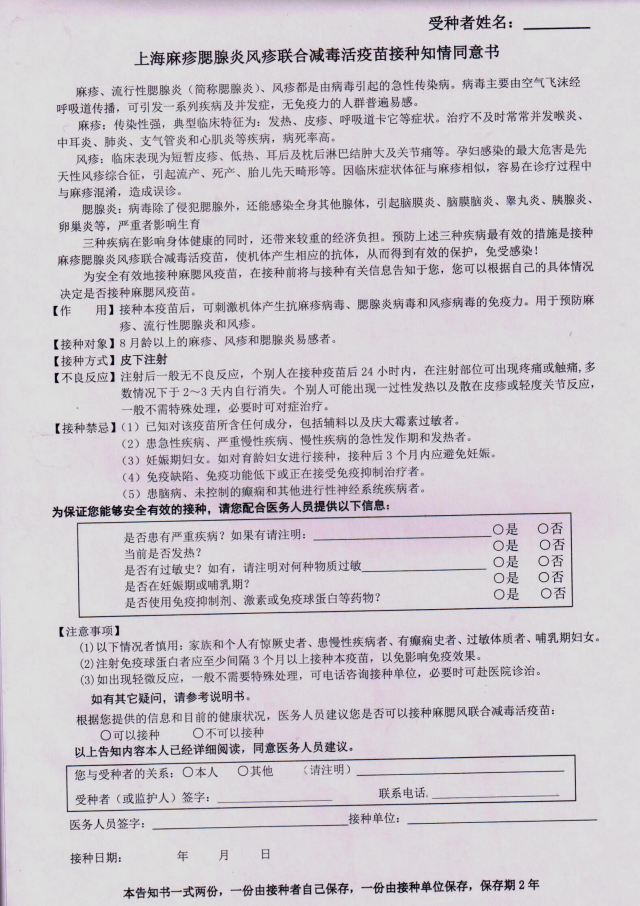 受种者姓名：
上海麻疹腮腺炎风疹联合减毒活疫苗接种知情同意书
麻疹、流行性腮腺炎（简称腮腺炎）、风疹都是由病毒引起的急性传染病。病毒主要由空气飞沫经
呼吸道传播，可引发一系列疾病及并发症，无免疫力的人群普遍易感。
麻疹：传染性强，典型临床特征为：发热、皮疹、呼吸道卡它等症状。治疗不及时常常并发喉炎、
中耳炎、肺炎、支气管炎和心肌炎等疾病，病死率高。
风疹：临床表现为短暂皮疹、低热、耳后及枕后淋巴结肿大及关节痛等。孕妇感染的最大危害是先
天性风疹综合征，引起流产、死产、胎儿先天畸形等。因临床症状体征与麻疹相似，容易在诊疗过程中
与麻疹混淆，造成误诊。
腮腺炎：病毒除了侵犯腮腺外，还能感染全身其他腺体，引起脑膜炎、脑膜脑炎、睾丸炎、胰腺炎、
卵巢炎等，严重者影响生育
三种疾病在影响身体健康的同时，还带来较重的经济负担。预防上述三种疾病最有效的措施是接种
麻疹腮腺炎风疹联合减毒活疫苗，使机体产生相应的抗体，从而得到有效的保护，免受感染！
为安全有效地接种麻腮风疫苗，在接种前将与接种有关信息告知于您，您可以根据自己的具体情况
决定是否接种麻腮风疫苗。
【作　　用】接种本疫苗后，可刺激机体产生抗麻疹病毒、腮腺炎病毒和风疹病毒的免疫力。用于预防麻
疹、流行性腮腺炎和风疹。
【接种对象】8 月龄以上的麻疹、风疹和腮腺炎易感者。
【接种方式】皮下注射
【不良反应】注射后一般无不良反应，个别人在接种疫苗后 24 小时内，在注射部位可出现疼痛或触痛,多
数情况下于 2～3 天内自行消失。个别人可能出现一过性发热以及散在皮疹或轻度关节反应，
一般不需特殊处理，必要时可对症治疗。
【接种禁忌】（1）已知对该疫苗所含任何成分，包括辅料以及庆大霉素过敏者。
（2）患急性疾病、严重慢性疾病、慢性疾病的急性发作期和发热者。
（3）妊娠期妇女。如对育龄妇女进行接种，接种后 3 个月内应避免妊娠。
（4）免疫缺陷、免疫功能低下或正在接受免疫抑制治疗者。
（5）患脑病、未控制的癫痫和其他进行性神经系统疾病者。
为保证您能够安全有效的接种，请您配合医务人员提供以下信息：
是否患有严重疾病？如果有请注明： ○是 ○否
当前是否发热？ ○是 ○否
是否有过敏史？如有，请注明对何种物质过敏 ○是 ○否
是否在妊娠期或哺乳期？ ○是 ○否
是否使用免疫抑制剂、激素或免疫球蛋白等药物？ ○是 ○否
【注意事项】
(1)以下情况者慎用：家族和个人有惊厥史者、患慢性疾病者、有癫痫史者、过敏体质者、哺乳期妇女。
(2)注射免疫球蛋白者应至少间隔 3 个月以上接种本疫苗，以免影响免疫效果。
(3)如出现轻微反应，一般不需要特殊处理，可电话咨询接种单位，必要时可赴医院诊治。
如有其它疑问，请参考说明书。
根据您提供的信息和目前的健康状况，医务人员建议您是否可以接种麻腮风联合减毒活疫苗：
○可以接种 ○不可以接种
以上告知内容本人已经详细阅读，同意医务人员建议。
您与受种者的关系：○本人 ○其他 （请注明）
受种者（或监护人）签字： 联系电话
医务人员签字： 接种单位：
接种日期： 年 月 日
本告知书一式两份，一份由接种者自己保存，一份由接种单位保存，保存期 2 年